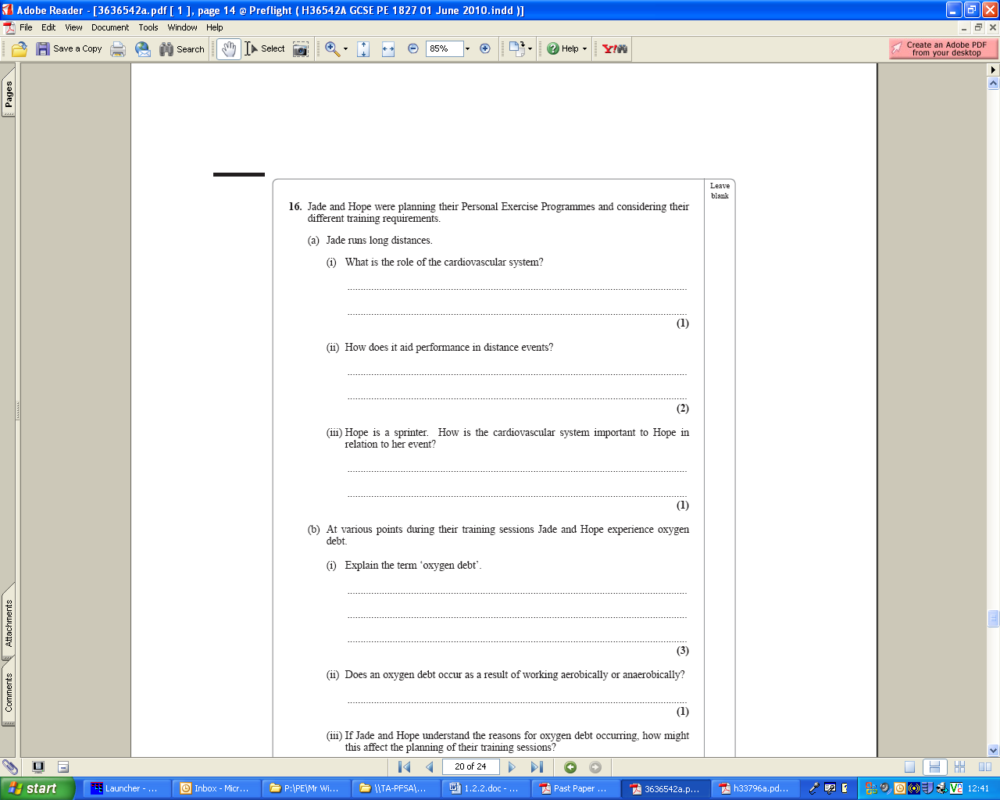 Adobe Reader - [3636542a.pdf [ 1 ], page 14 @ Preflight ( H36542A GCSE PE 1827 01 June 2010.indd )]
File Edit View Document Tools Window Help
Save a Copy Search Select 85% Help Y! Create an Adobe PDF
from your desktop
Pages
Leave
blank
16. Jade and Hope were planning their Personal Exercise Programmes and considering their
different training requirements.
(a) Jade runs long distances.
(i) What is the role of the cardiovascular system?
(1)
(ii) How does it aid performance in distance events?
(2)
(iii) Hope is a sprinter. How is the cardiovascular system important to Hope in
relation to her event?
(1)
(b) At various points during their training sessions Jade and Hope experience oxygen
debt.
(i) Explain the term ‘oxygen debt’.
(3)
(ii) Does an oxygen debt occur as a result of working aerobically or anaerobically?
(1)
(iii) If Jade and Hope understand the reasons for oxygen debt occurring, how might
this affect the planning of their training sessions?
Attachments
Comments
20 of 24
start Launcher - ... Inbox - Micr... P:\PE\Mr Wi... \\TA-PFSA\... 1.2.2.doc - ... Past Paper ... 3636542a.p... h33796a.pd... 12:41